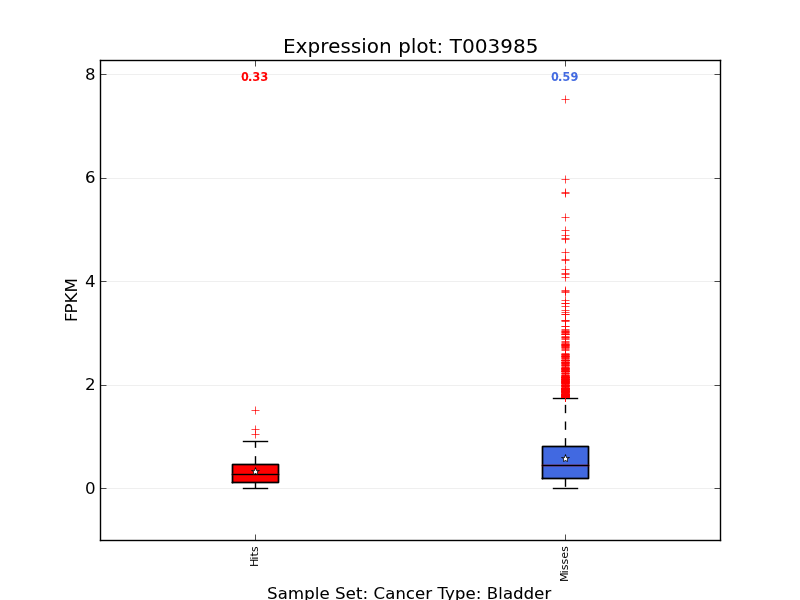 Expression plot: T003985
0.33
0.59
8
6
4
2
0
FPKM
Hits
Misses
Sample Set: Cancer Type: Bladder